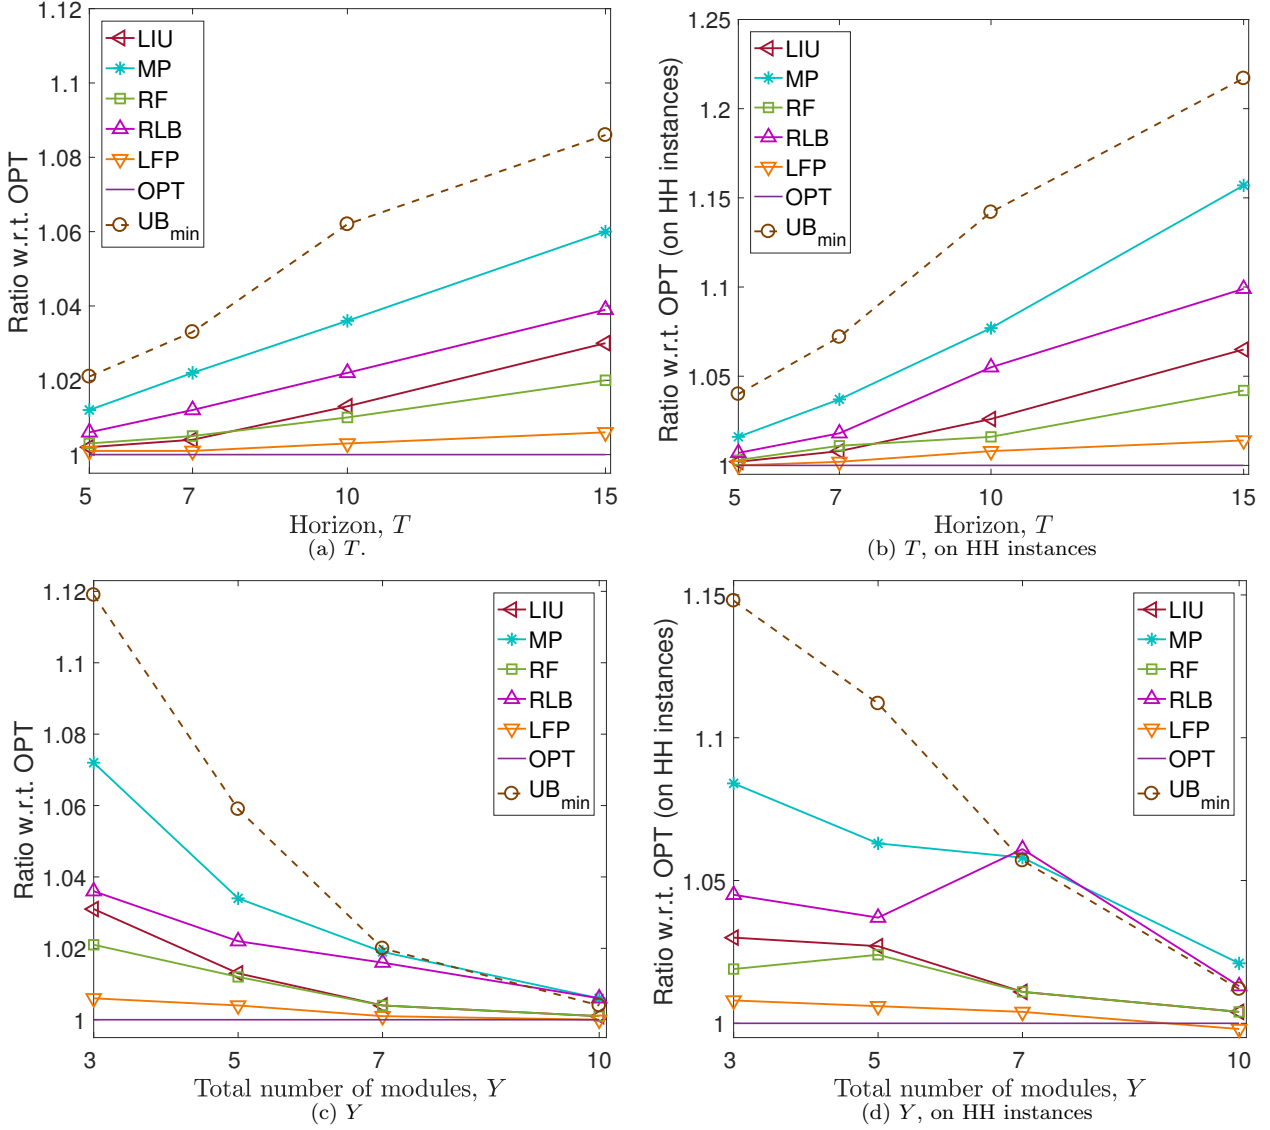 1.12
1.1
1.08
1.06
1.04
1.02
1
Ratio w.r.t. OPT
LIU
MP
RF
RLB
LFP
OPT
UBmin
5 7 10 15
Horizon, T
(a) T.
1.25
1.2
1.15
1.1
1.05
1
Ratio w.r.t. OPT (on HH instances)
LIU
MP
RF
RLB
LFP
OPT
UBmin
5 7 10 15
Horizon, T
(b) T, on HH instances
1.12
1.1
1.08
1.06
1.04
1.02
1
Ratio w.r.t. OPT
LIU
MP
RF
RLB
LFP
OPT
UBmin
3 5 7 10
Total number of modules, Y
(c) Y
1.15
1.1
1.05
1
Ratio w.r.t. OPT (on HH instances)
LIU
MP
RF
RLB
LFP
OPT
UBmin
3 5 7 10
Total number of modules, Y
(d) Y, on HH instances